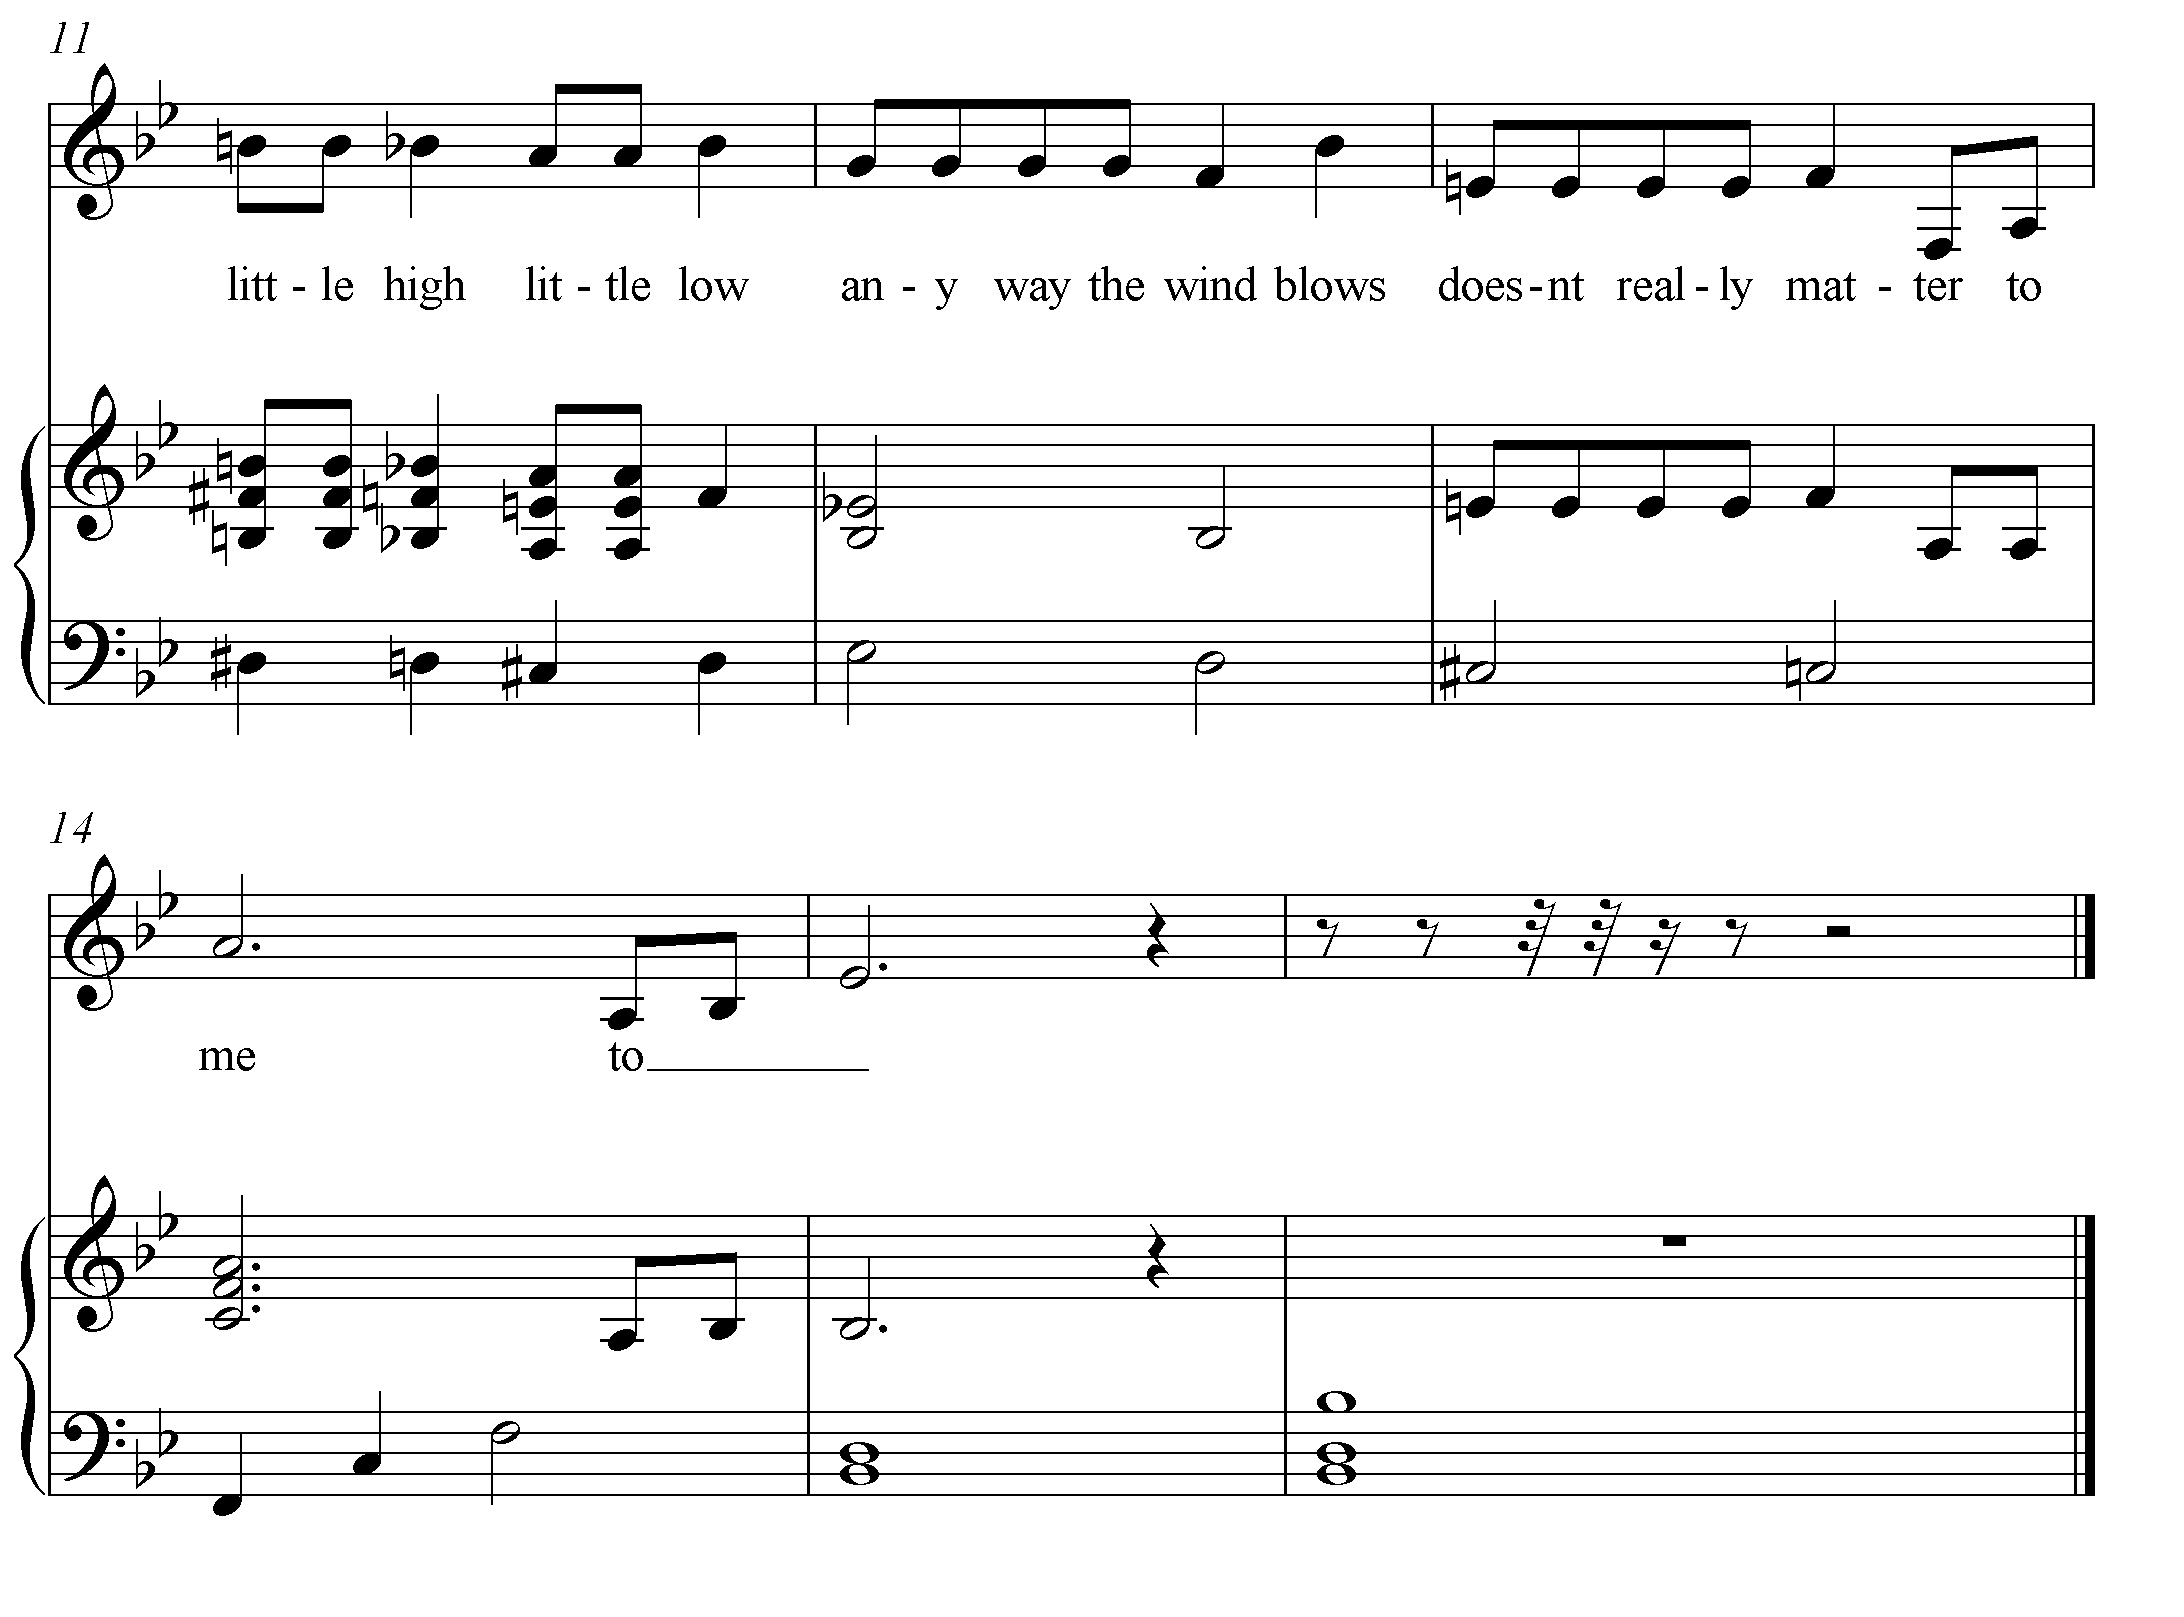 11
litt - le high lit - tle low an - y way the wind blows does - nt real - ly mat - ter to
14
me to